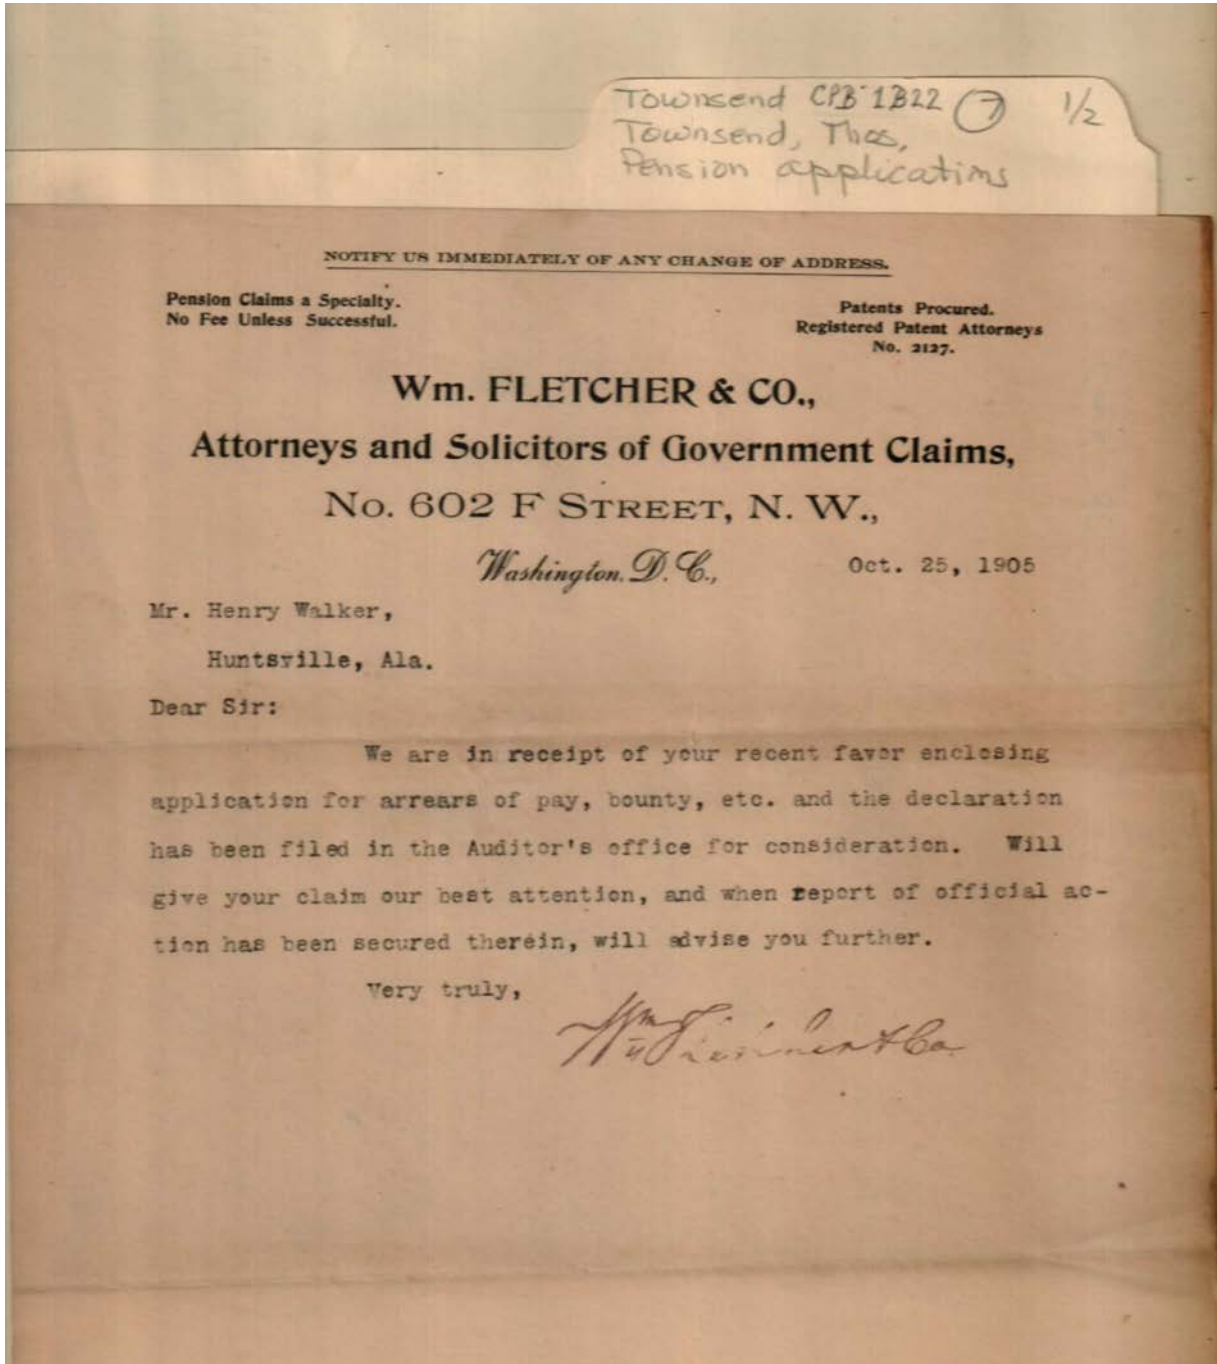 Townsend CPB 1B22 7 1/2
Townsend, Thos,
Pension applications
NOTIFY US IMMEDIATELY OF ANY CHANGE OF ADDRESS.
Pension Claims a Specialty.
No Fee Unless Successful.
Patents Procured.
Registered Patent Attorneys
No. 2127.
Wm. FLETCHER & CO.,
Attorneys and Solicitors of Government Claims,
No. 602 F STREET, N. W.,
Washington, D. C., Oct. 25, 1905
Mr. Henry Walker,
Huntsville, Ala.
Dear Sir:
We are in receipt of your recent favor enclosing
application for arrears of pay, bounty, etc. and the declaration
has been filed in the Auditor's office for consideration. Will
give your claim our best attention, and when report of official ac-
tion has been secured therein, will advise you further.
Very truly,
Wm Fletcher & Co